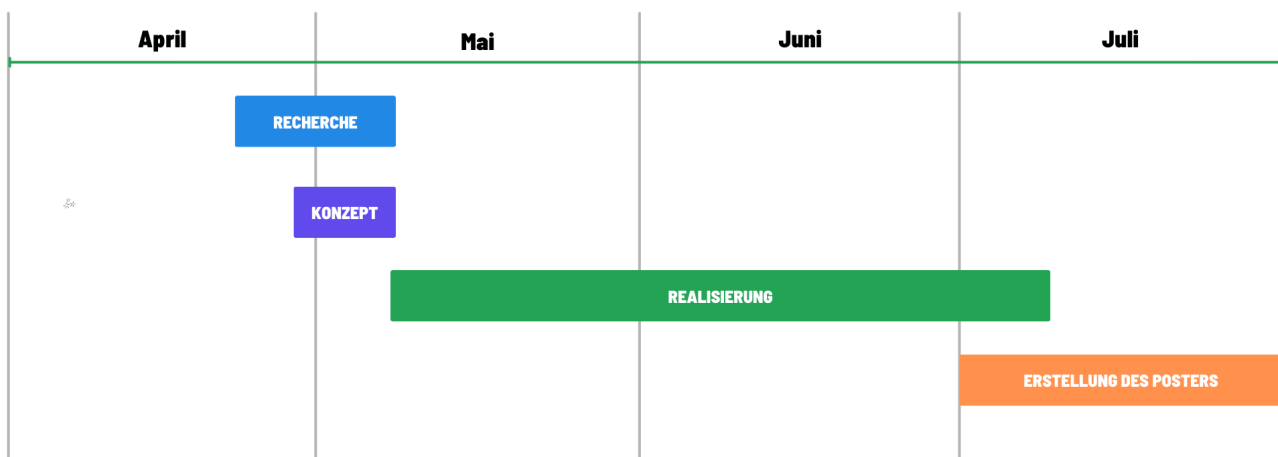 April
Mai
Juni
Juli
RECHERCHE
KONZEPT
REALISIERUNG
ERSTELLUNG DES POSTERS